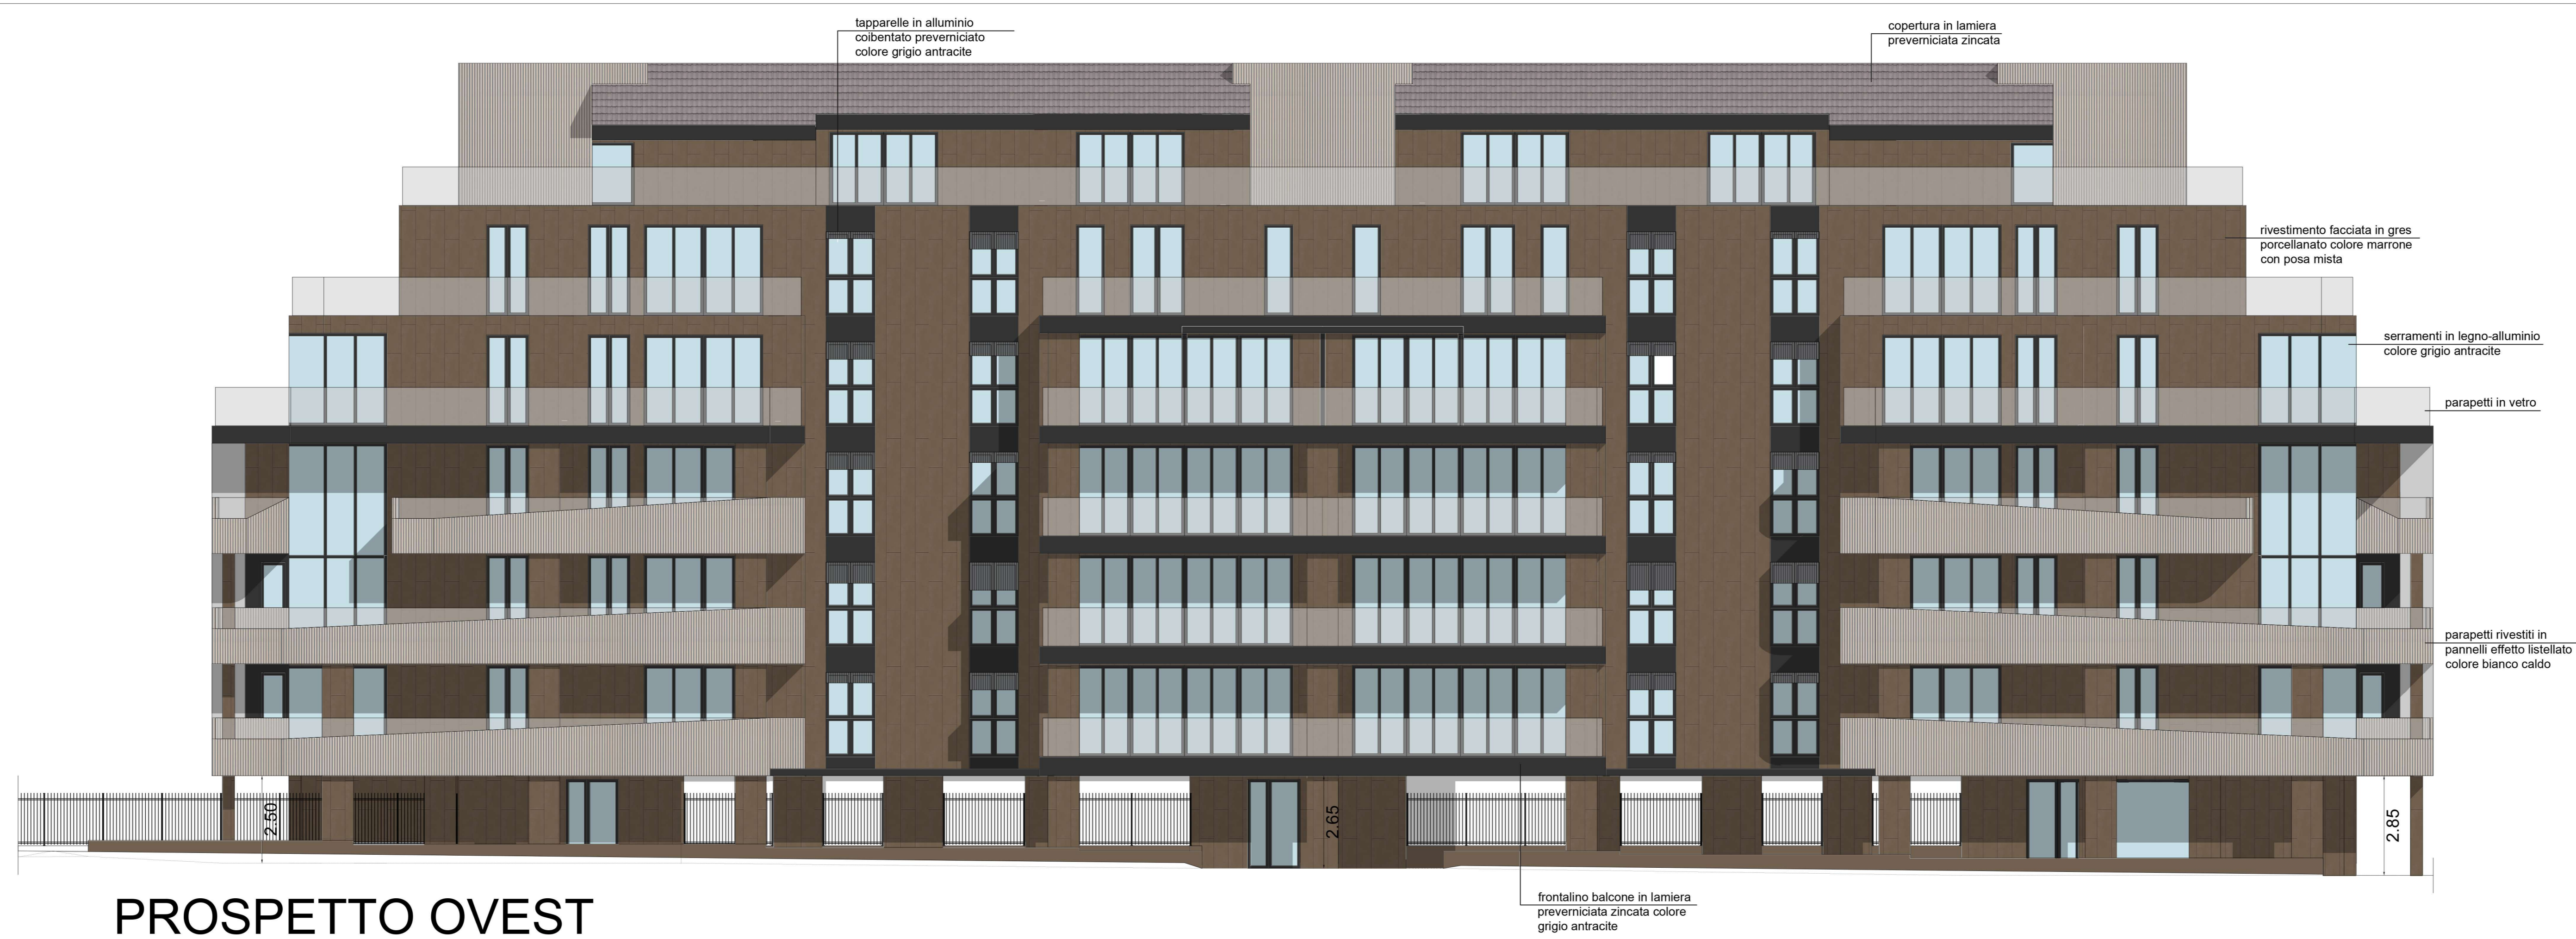 tapparelle in alluminio
coibentato preverniciato
colore grigio antracite
copertura in lamiera
preverniciata zincata
rivestimento facciata in gres
porcellanato colore marrone
con posa mista
serramenti in legno-alluminio
colore grigio antracite
parapetti in vetro
parapetti rivestiti in
pannelli effetto listellato
colore bianco caldo
2.50
2.65
2.85
frontalino balcone in lamiera
preverniciata zincata colore
grigio antracite
PROSPETTO OVEST